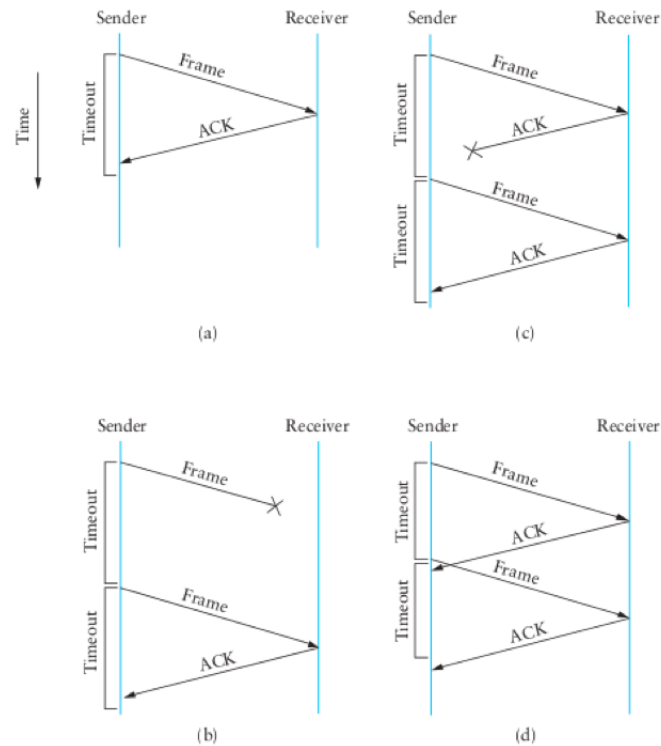 Sender
Receiver
Time
Timeout
Frame
ACK
(a)
Sender
Receiver
Timeout
Frame
ACK
Timeout
Frame
ACK
(c)
Sender
Receiver
Timeout
Frame
Timeout
Frame
ACK
(b)
Sender
Receiver
Timeout
Frame
ACK
Timeout
Frame
ACK
(d)